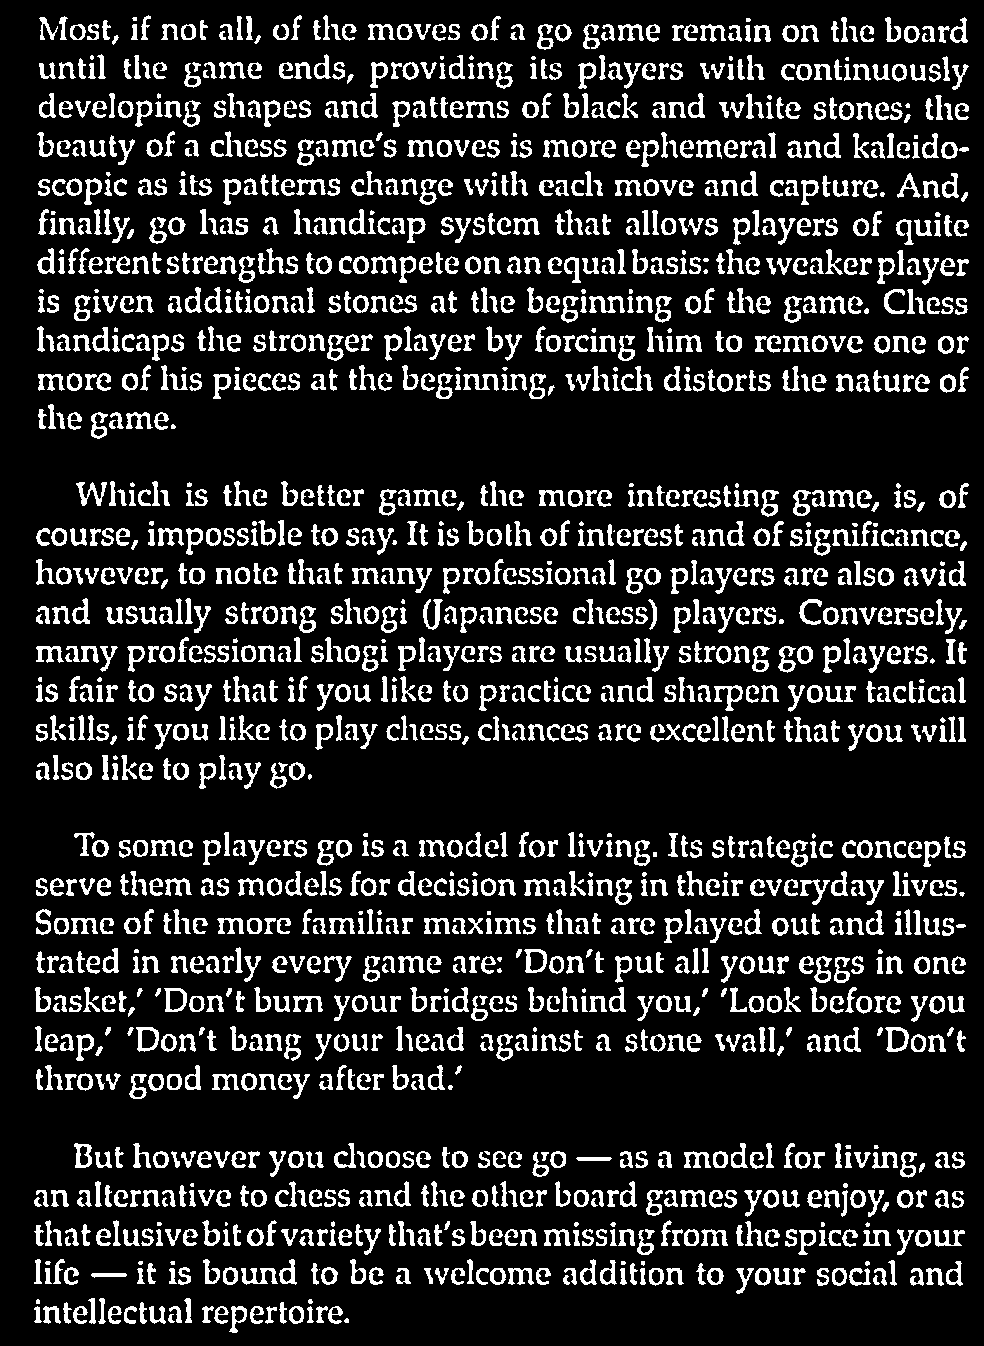 Most, if not all, of the moves of a go game remain on the board
until the game ends, providing its players with continuously
developing shapes and patterns of black and white stones; the
beauty of a chess game's moves is more ephemeral and kaleido-
scopic as its patterns change with each move and capture. And,
finally, go has a handicap system that allows players of quite
different strengths to compete on an equal basis: the weaker player
is given additional stones at the beginning of the game. Chess
handicaps the stronger player by forcing him to remove one or
more of his pieces at the beginning, which distorts the nature of
the game.
Which is the better game, the more interesting game, is, of
course, impossible to say. It is both of interest and of significance,
however, to note that many professional go players are also avid
and usually strong shogi (Japanese chess) players. Conversely,
many professional shogi players are usually strong go players. It
is fair to say that if you like to practice and sharpen your tactical
skills, if you like to play chess, chances are excellent that you will
also like to play go.
To some players go is a model for living. Its strategic concepts
serve them as models for decision making in their everyday lives.
Some of the more familiar maxims that are played out and illus-
trated in nearly every game are: 'Don't put all your eggs in one
basket,' 'Don't burn your bridges behind you,' 'Look before you
leap,' 'Don't bang your head against a stone wall,' and 'Don't
throw good money after bad.'
But however you choose to see go — as a model for living, as
an alternative to chess and the other board games you enjoy, or as
that elusive bit of variety that's been missing from the spice in your
life — it is bound to be a welcome addition to your social and
intellectual repertoire.